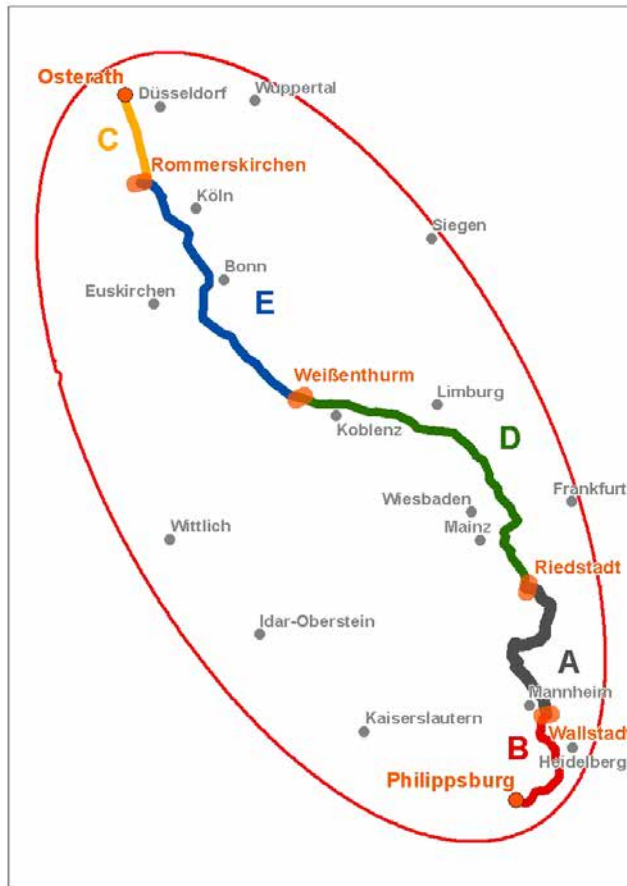 Osterath
Düsseldorf
Wuppertal
C
Rommerskirchen
Köln
Siegen
Bonn
Euskirchen
E
Weißenthurm
Limburg
Koblenz
D
Wiesbaden
Frankfurt
Mainz
Wittlich
Riedstadt
Idar-Oberstein
A
Mannheim
Kaiserslautern
Wallstadt
B
Heidelberg
Philippsburg